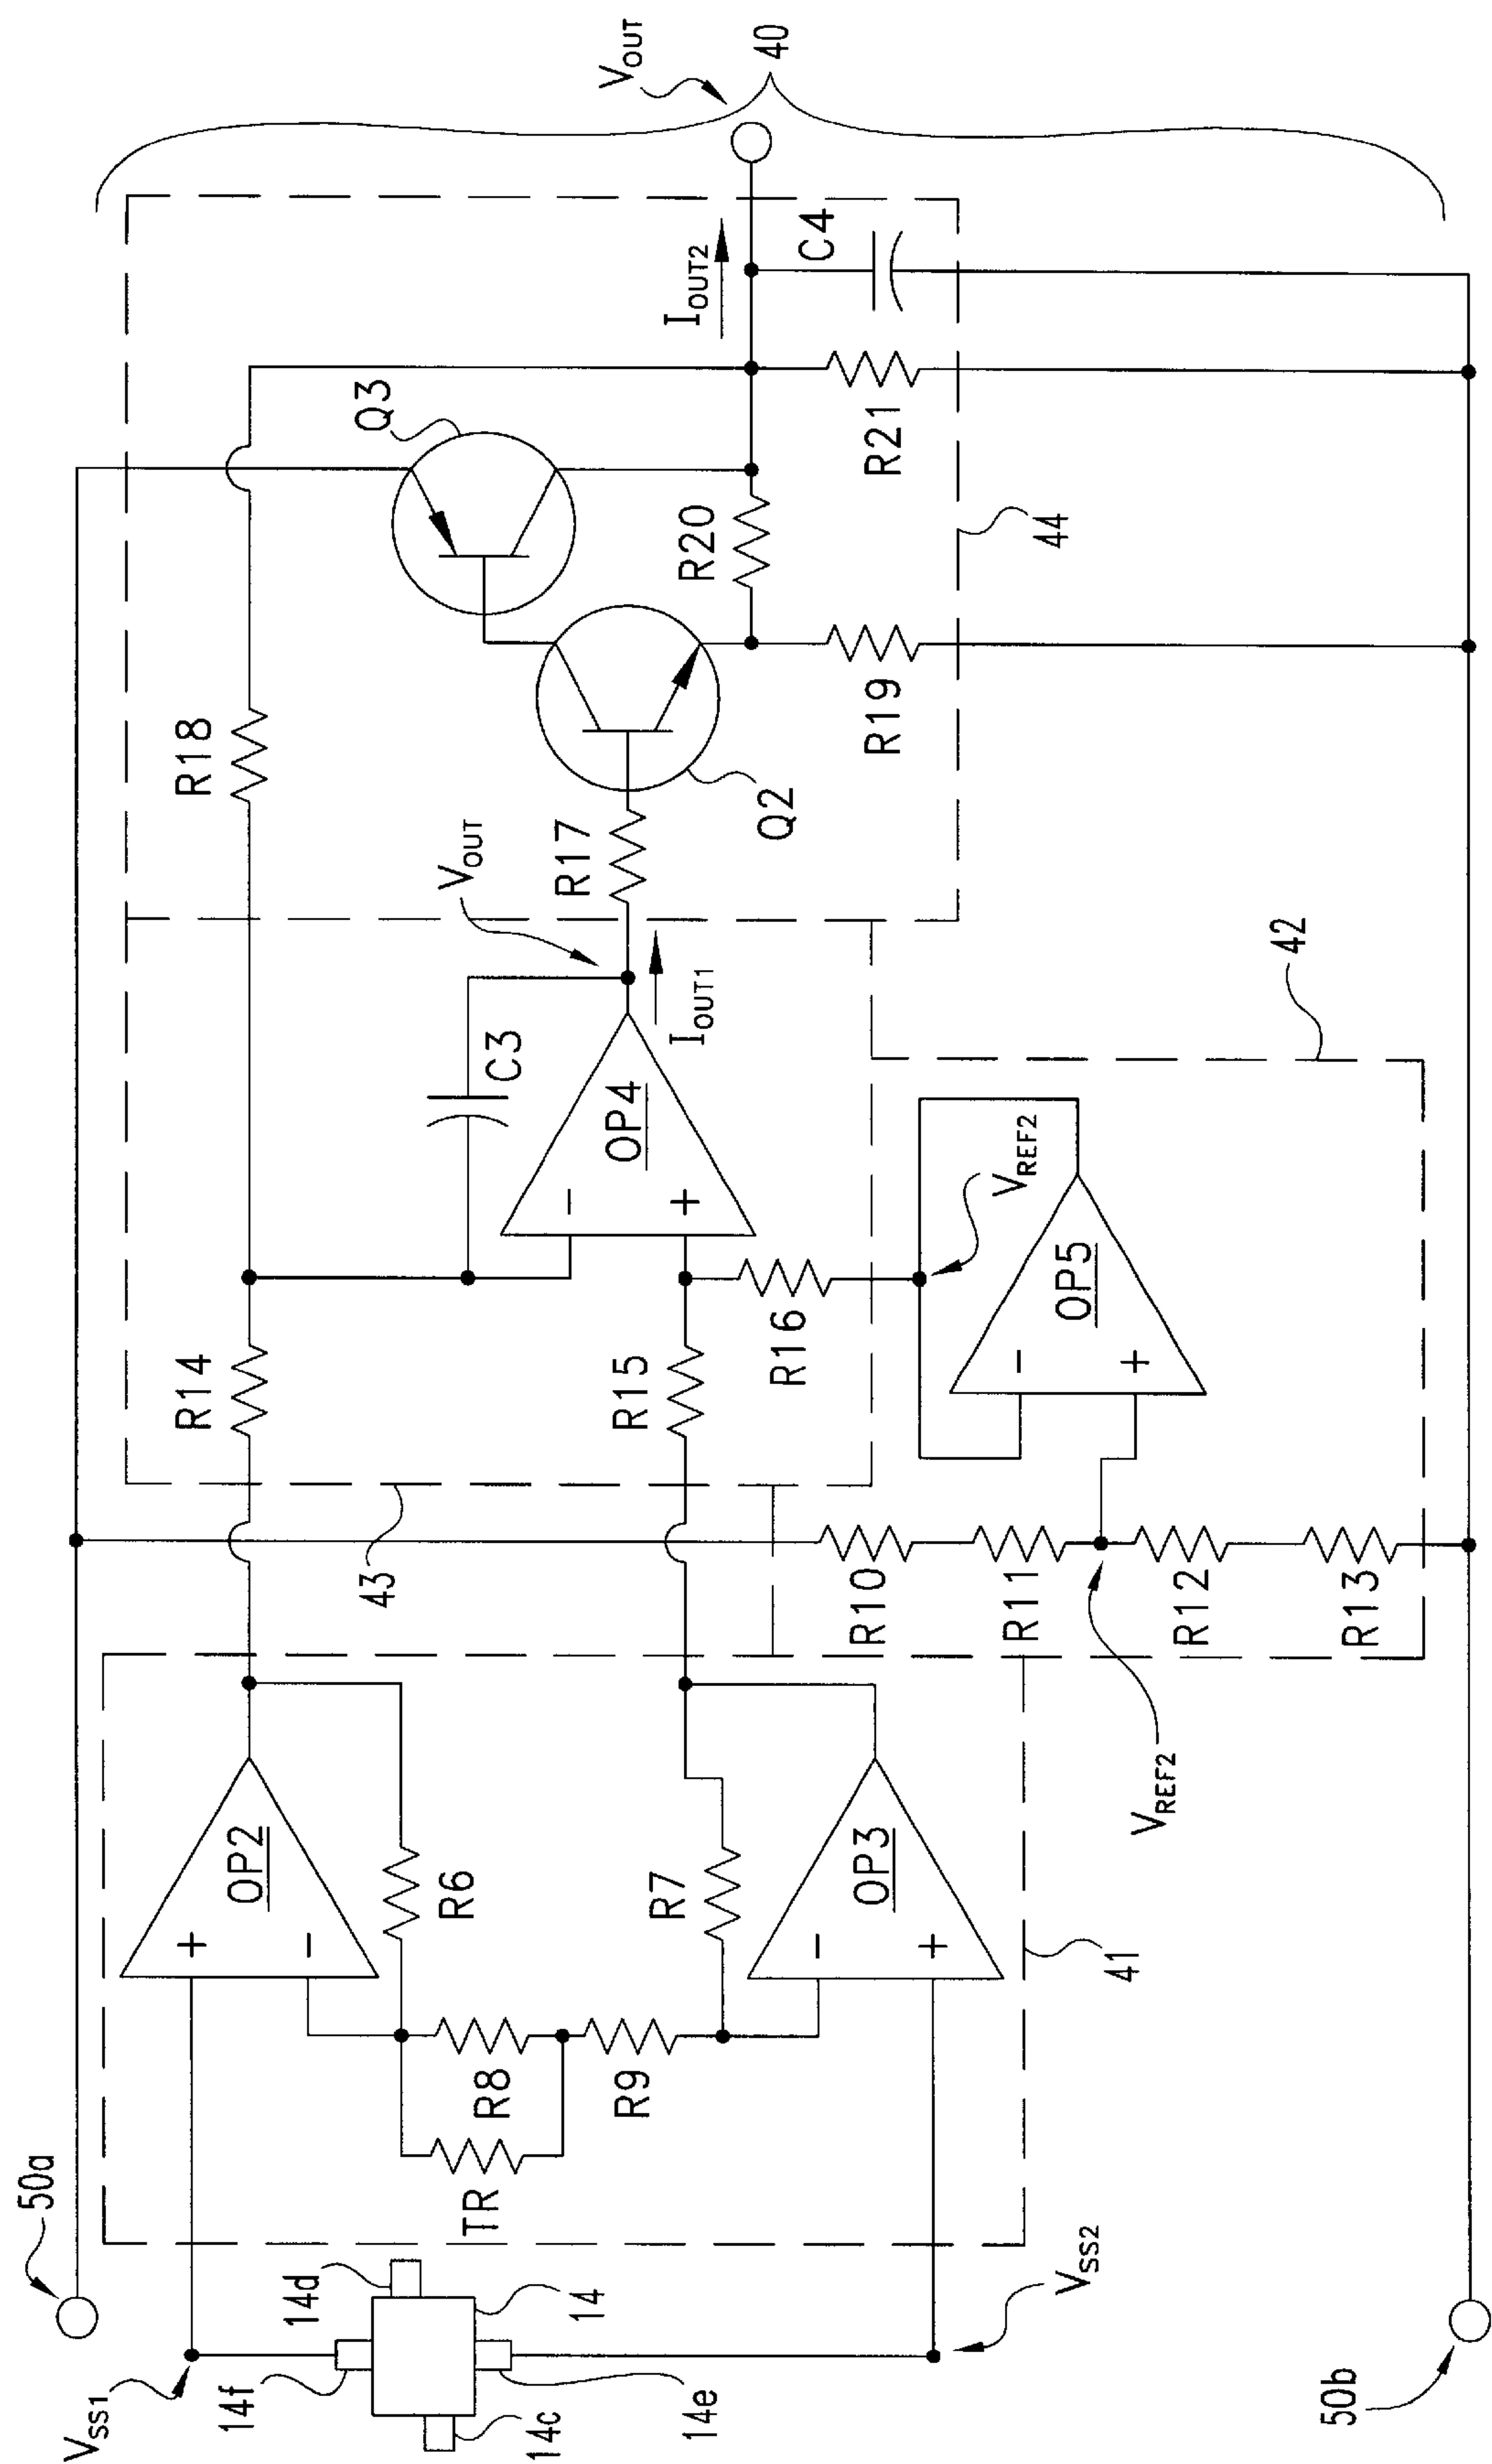 50a
V_SS1
14f
14d
14
14c
14e
V_SS2
50b
OP2
+
-
R6
R8
TR
R9
R7
OP3
-
+
41
43
R14
R15
R16
C3
OP4
-
+
I_OUT1
V_OUT
R10
R11
R12
R13
V_REF2
V_REF2
OP5
-
+
42
R18
R17
Q2
Q3
R20
R19
R21
44
I_OUT2
C4
V_OUT
40